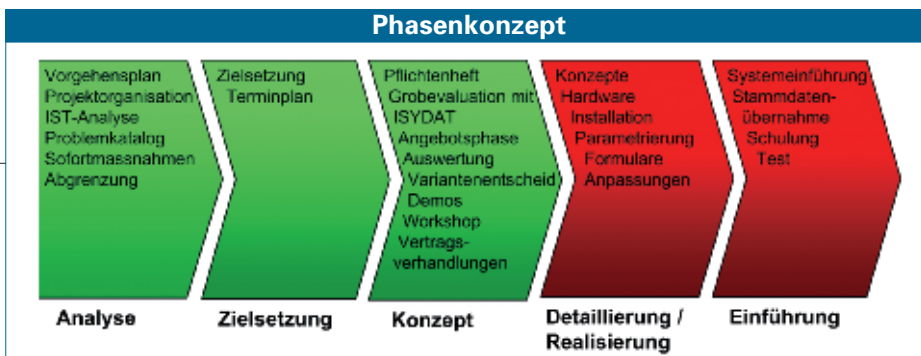 Phasenkonzept
Vorgehensplan
Projektorganisation
IST-Analyse
Problemkatalog
Sofortmassnahmen
Abgrenzung
Zielsetzung
Terminplan
Pflichtenheft
Grobevaluation mit
ISYDAT
Angebotsphase
Auswertung
Variantenentscheid
Demos
Workshop
Vertrags-
verhandlungen
Konzepte
Hardware
Installation
Parametrierung
Formulare
Anpassungen
Systemeinführung
Stammdaten-
übernahme
Schulung
Test
Analyse
Zielsetzung
Konzept
Detaillierung /
Realisierung
Einführung